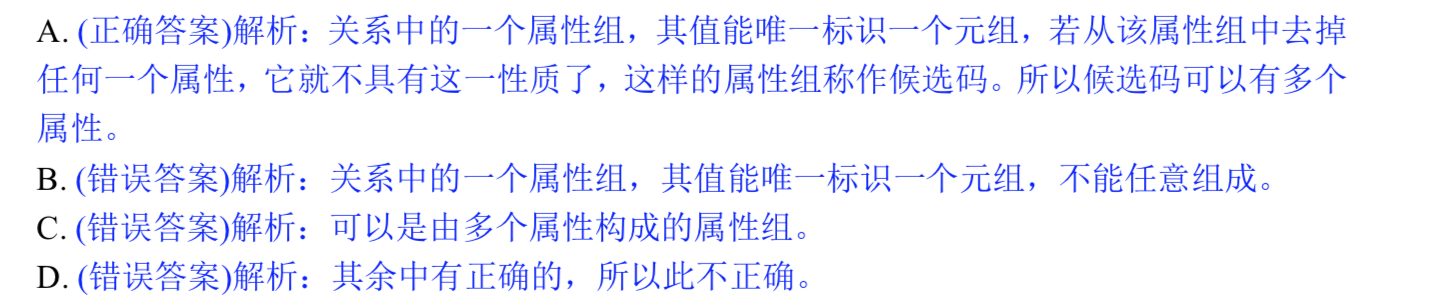 A. (正确答案)解析：关系中的一个属性组，其值能唯一标识一个元组，若从该属性组中去掉
任何一个属性，它就不具有这一性质了，这样的属性组称作候选码。所以候选码可以有多个
属性。
B. (错误答案)解析：关系中的一个属性组，其值能唯一标识一个元组，不能任意组成。
C. (错误答案)解析：可以是由多个属性构成的属性组。
D. (错误答案)解析：其余中有正确的，所以此不正确。